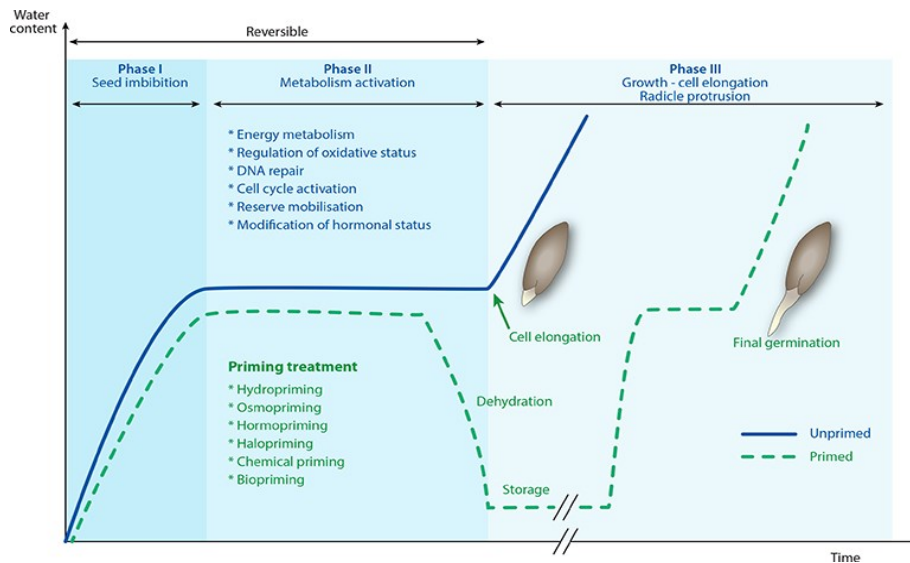 Water
content
Reversible
Phase I
Seed imbibition
Phase II
Metabolism activation
Phase III
Growth - cell elongation
Radicle protrusion
* Energy metabolism
* Regulation of oxidative status
* DNA repair
* Cell cycle activation
* Reserve mobilisation
* Modification of hormonal status
Cell elongation
Final germination
Priming treatment
* Hydropriming
* Osmopriming
* Hormopriming
* Halopriming
* Chemical priming
* Biopriming
Dehydration
Storage
Unprimed
Primed
Time